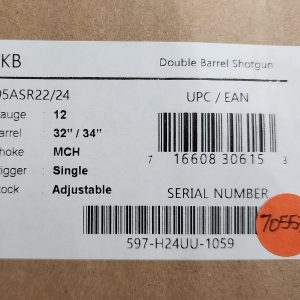 KB
Double Barrel Shotgun
95ASR22/24
UPC / EAN
auge : 12
arrel : 32" / 34"
hoke : MCH
7 16608 30615 3
rigger : Single
tock : Adjustable
SERIAL NUMBER
597-H24UU-1059